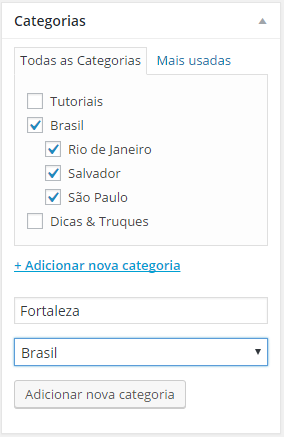 Categorias
Todas as Categorias Mais usadas
Tutoriais
Brasil
Rio de Janeiro
Salvador
São Paulo
Dicas & Truques
+ Adicionar nova categoria
Fortaleza
Brasil
Adicionar nova categoria